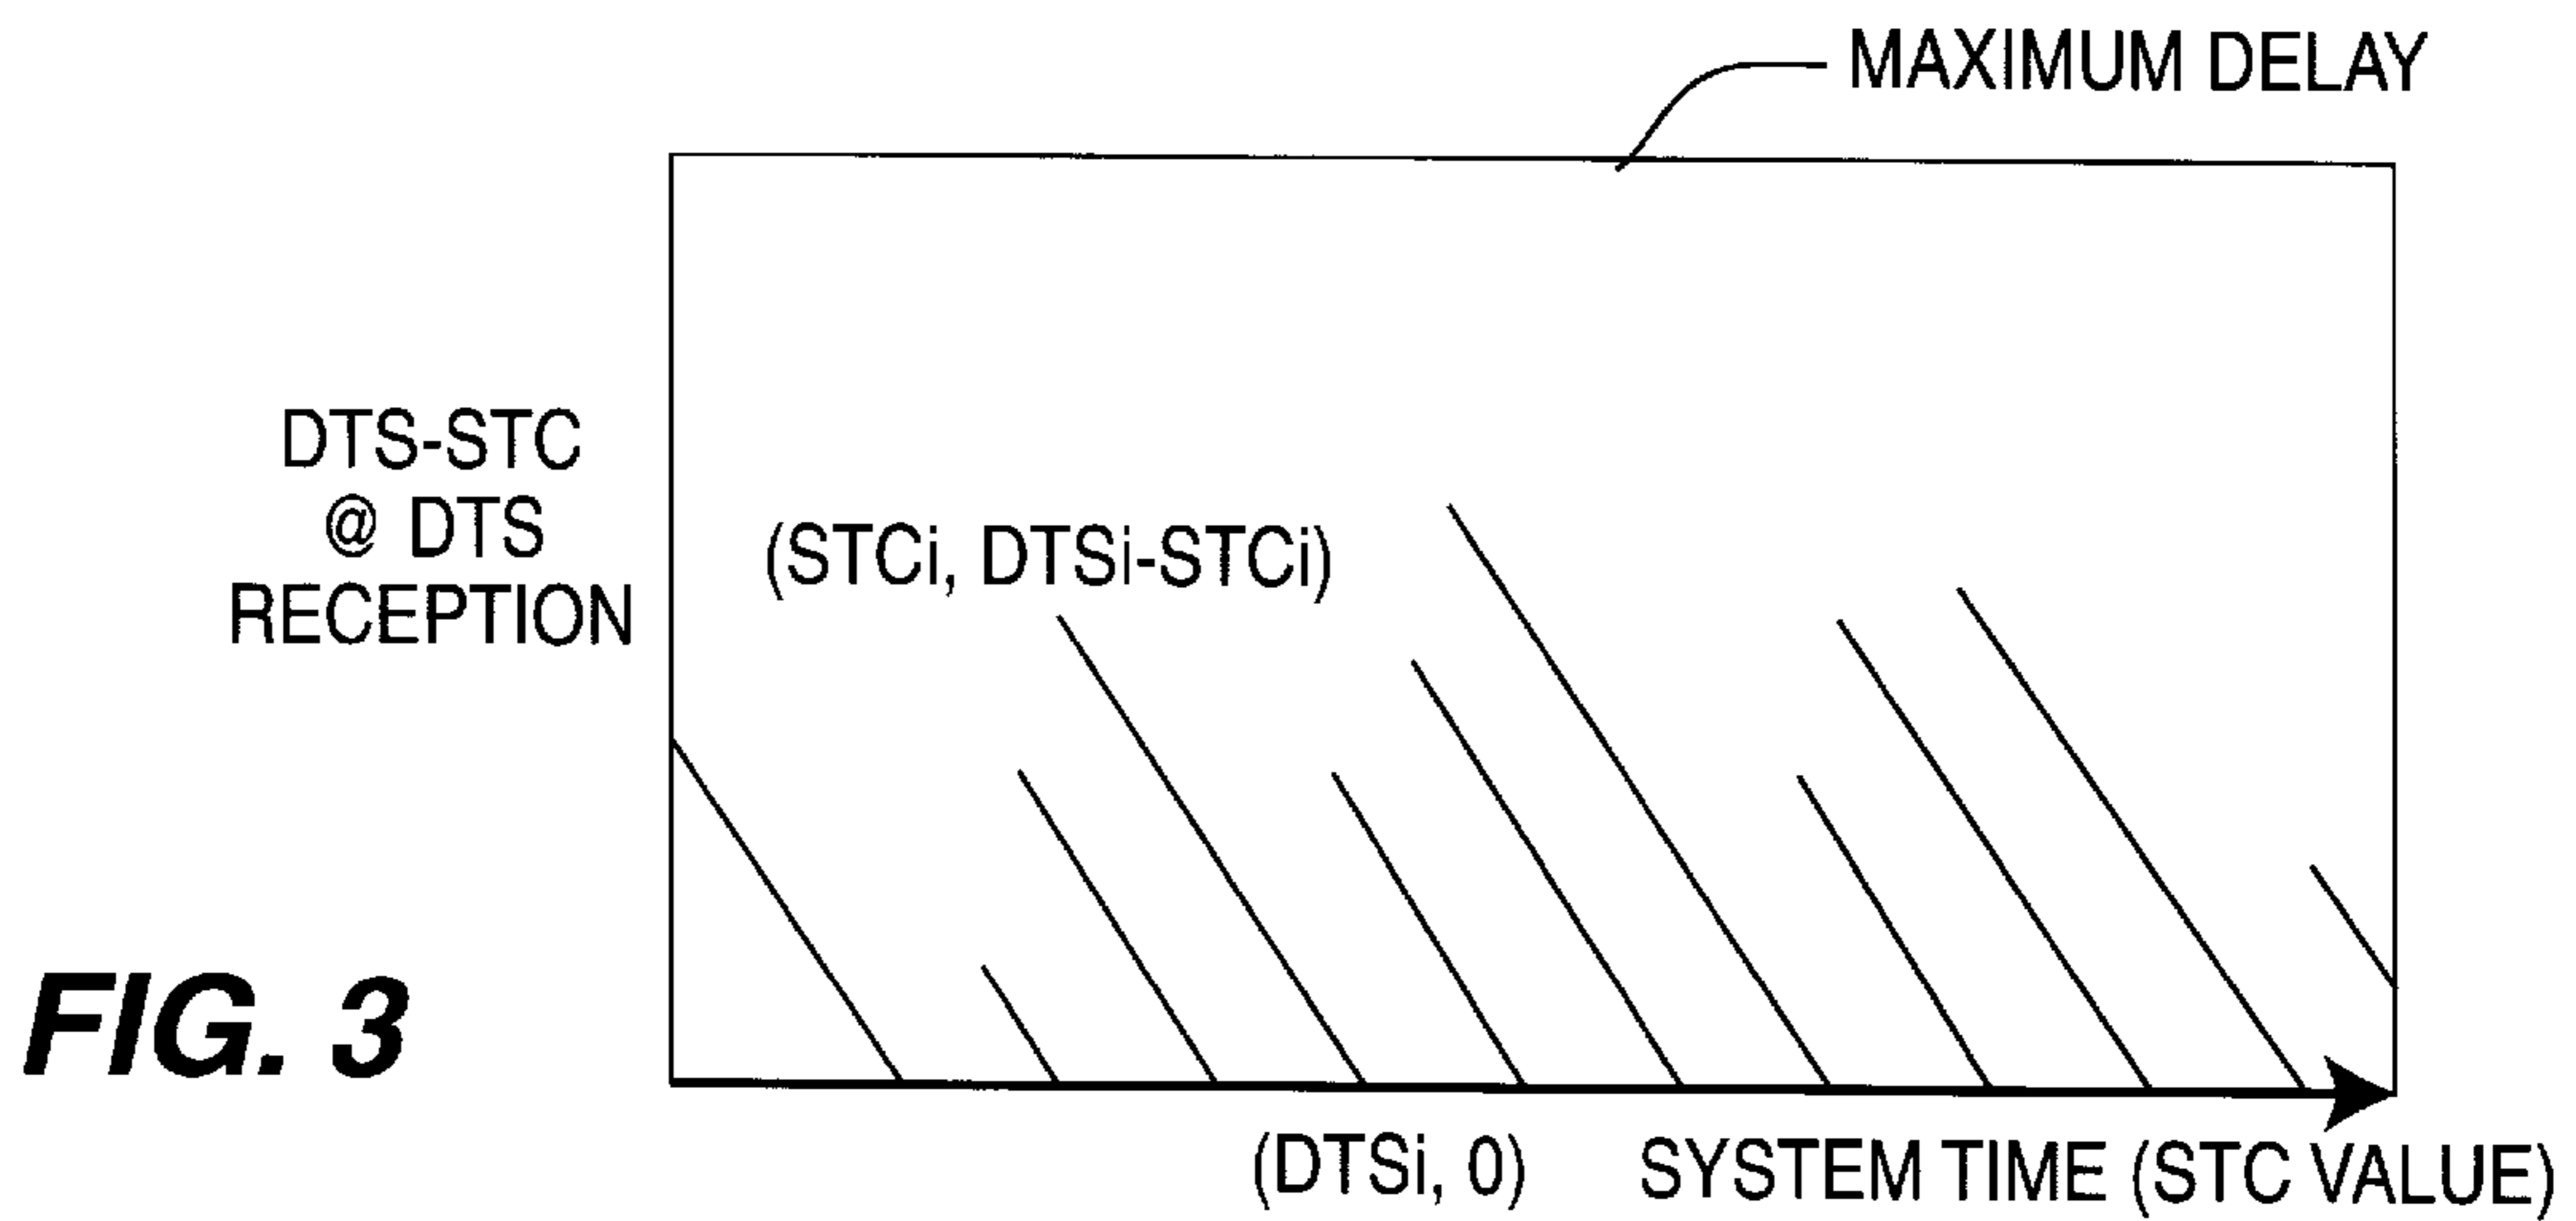 MAXIMUM DELAY
DTS-STC
@ DTS
RECEPTION
(STCi, DTSi-STCi)
FIG. 3
(DTSi, 0)
SYSTEM TIME (STC VALUE)